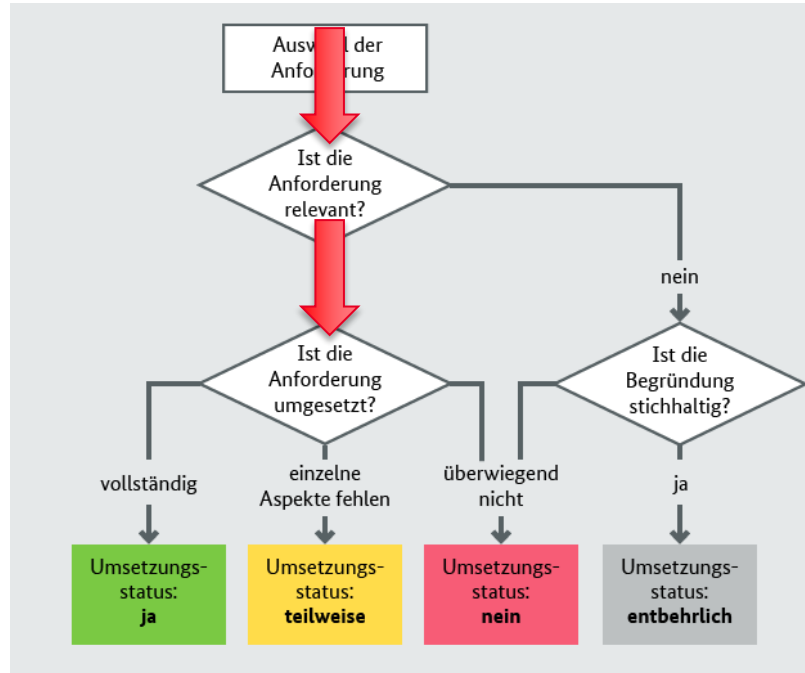 der
Ist die
Anforderung
relevant?
nein
Ist die
Anforderung
umgesetzt?
Ist die
Begründung
stichhaltig?
vollständig
einzelne
Aspekte fehlen
überwiegend
nicht
ja
Umsetzungs-
status:
ja
Umsetzungs-
status:
teilweise
Umsetzungs-
status:
nein
Umsetzungs-
status:
entbehrlich